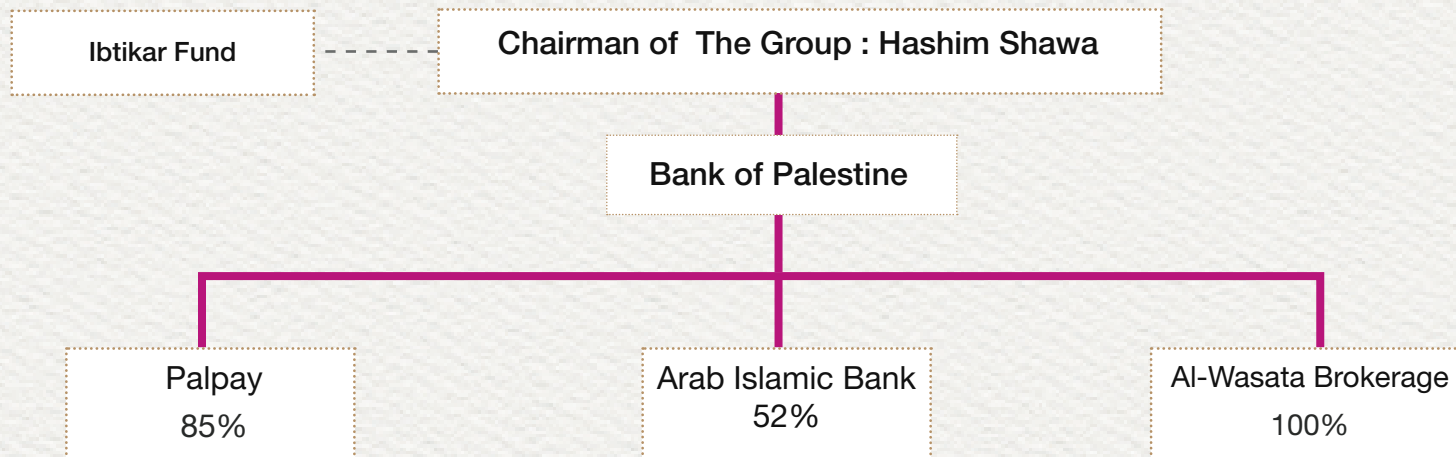 Ibtikar Fund
Chairman of The Group : Hashim Shawa
Bank of Palestine
Palpay
85%
Arab Islamic Bank
52%
Al-Wasata Brokerage
100%